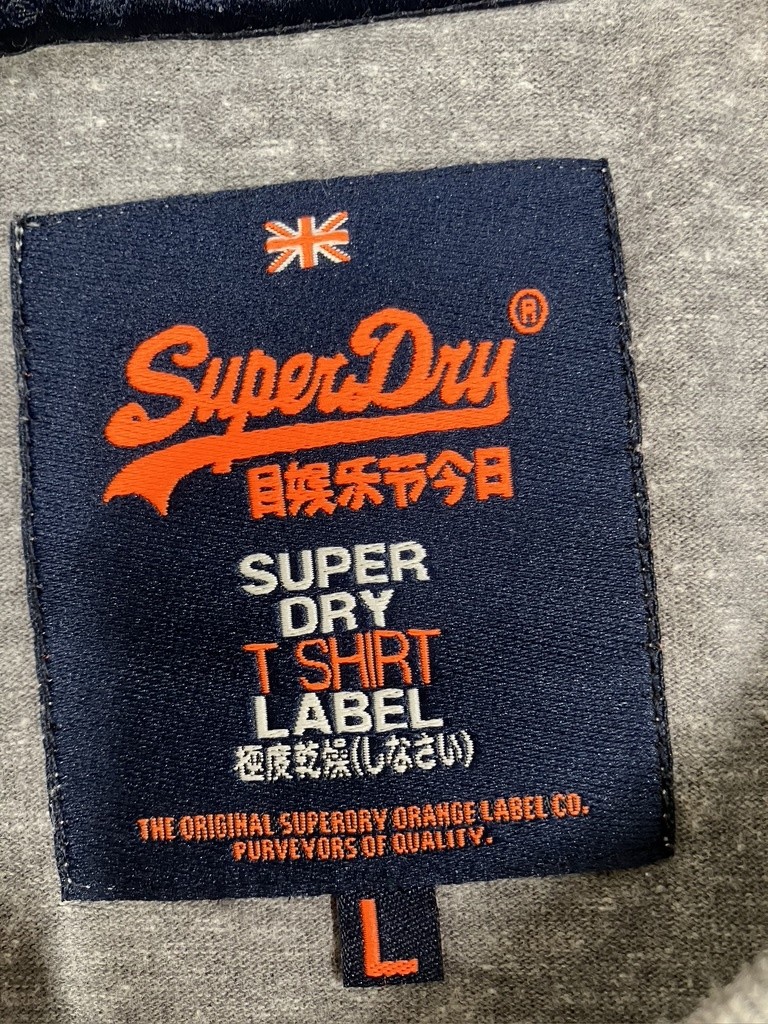 SuperDry®
目娱乐节今日
SUPER
DRY
T SHIRT
LABEL
極度乾燥(しなさい)
THE ORIGINAL SUPERDRY ORANGE LABEL CO.
PURVEYORS OF QUALITY.
L